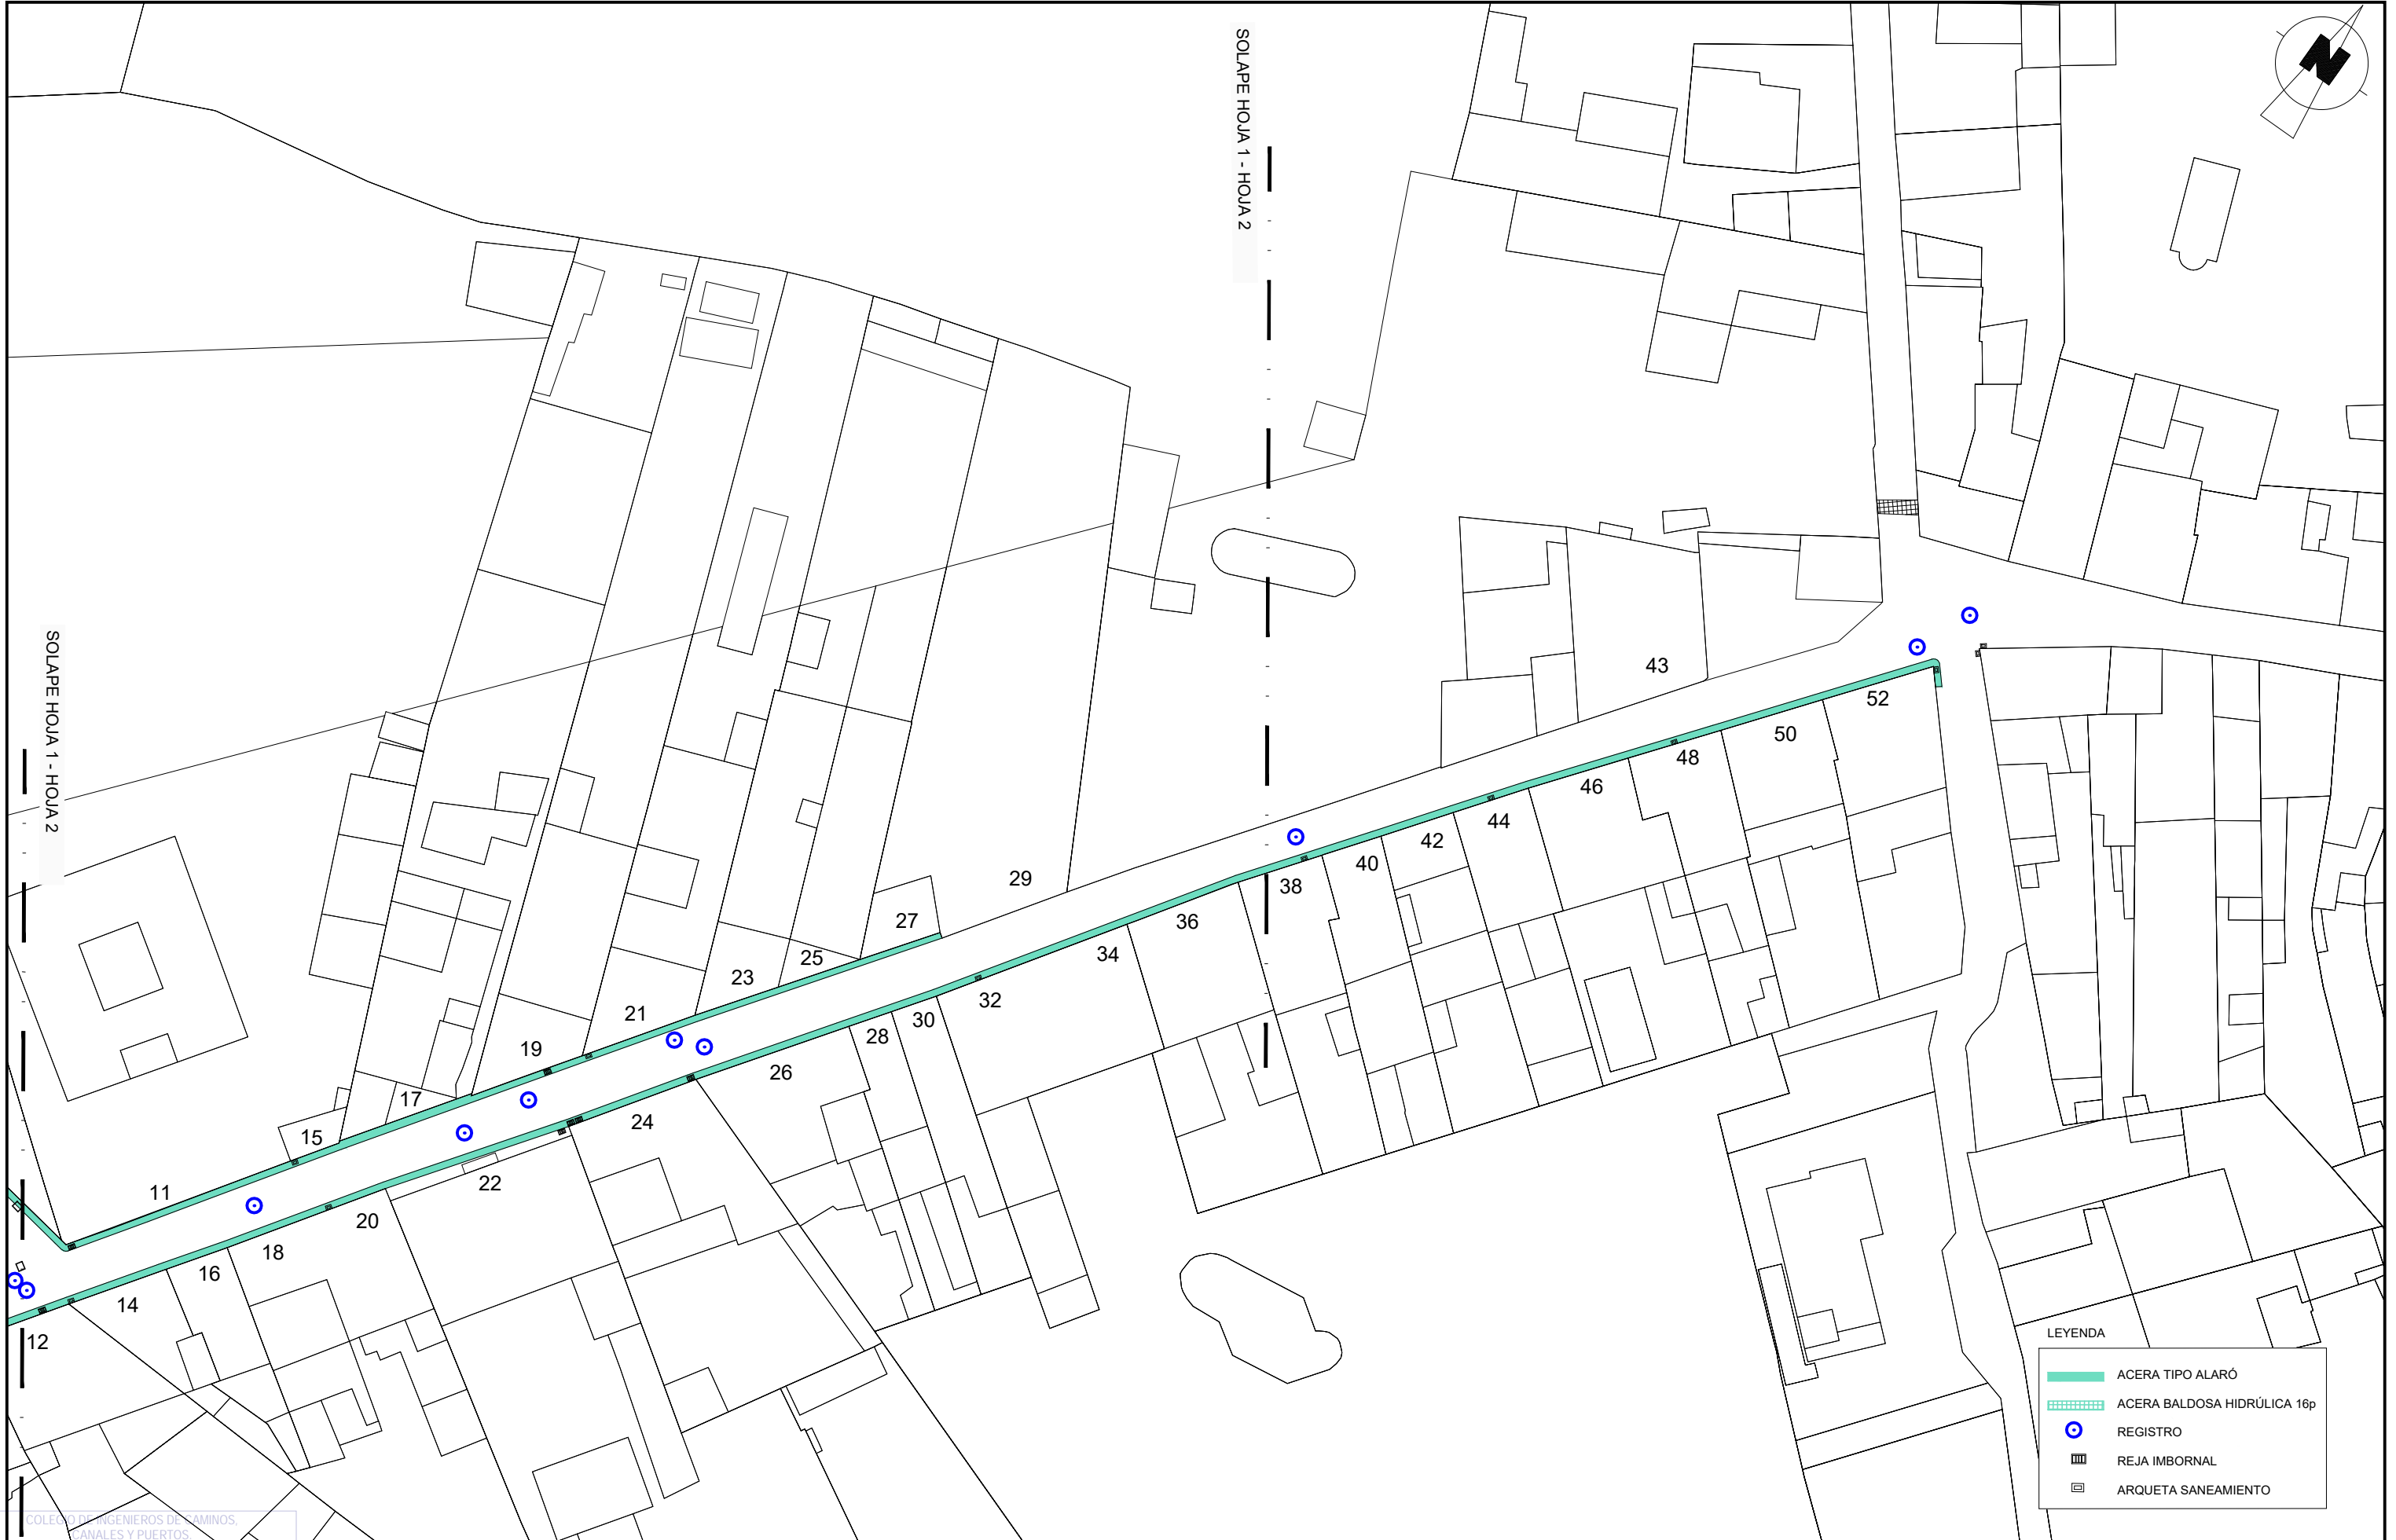 SOLAPE HOJA 1 - HOJA 2
N
SOLAPE HOJA 1 - HOJA 2
43
52
50
48
46
44
42
40
38
36
34
32
30
28
26
24
22
20
18
16
14
12
29
27
25
23
21
19
17
15
11
LEYENDA
ACERA TIPO ALARÓ
ACERA BALDOSA HIDRÚLICA 16p
REGISTRO
REJA IMBORNAL
ARQUETA SANEAMIENTO
COLEGIO DE INGENIEROS DE CAMINOS,
CANALES Y PUERTOS.